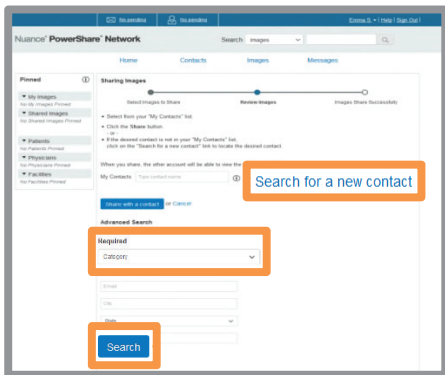 No pending No pending Emma S. | Help | Sign Out
Nuance® PowerShare™ Network Search Images
Home Contacts Images Messages
Pinned
My Images
No My Images Pinned
Shared Images
No Shared Images Pinned
Patients
No Patients Pinned
Physicians
No Physicians Pinned
Facilities
No Facilities Pinned
Sharing Images
Select Images to Share Review Images Images Share Successfully
• Select from your "My Contacts" list.
• Click the Share button
- or -
• If the desired contact is not in your "My Contacts" list,
click on the "Search for a new contact" link to locate the desired contact.
When you share, the other account will be able to view the
My Contacts Type contact name
Search for a new contact
Share with a contact or Cancel
Advanced Search
Required
Category
Email
City
State
Search